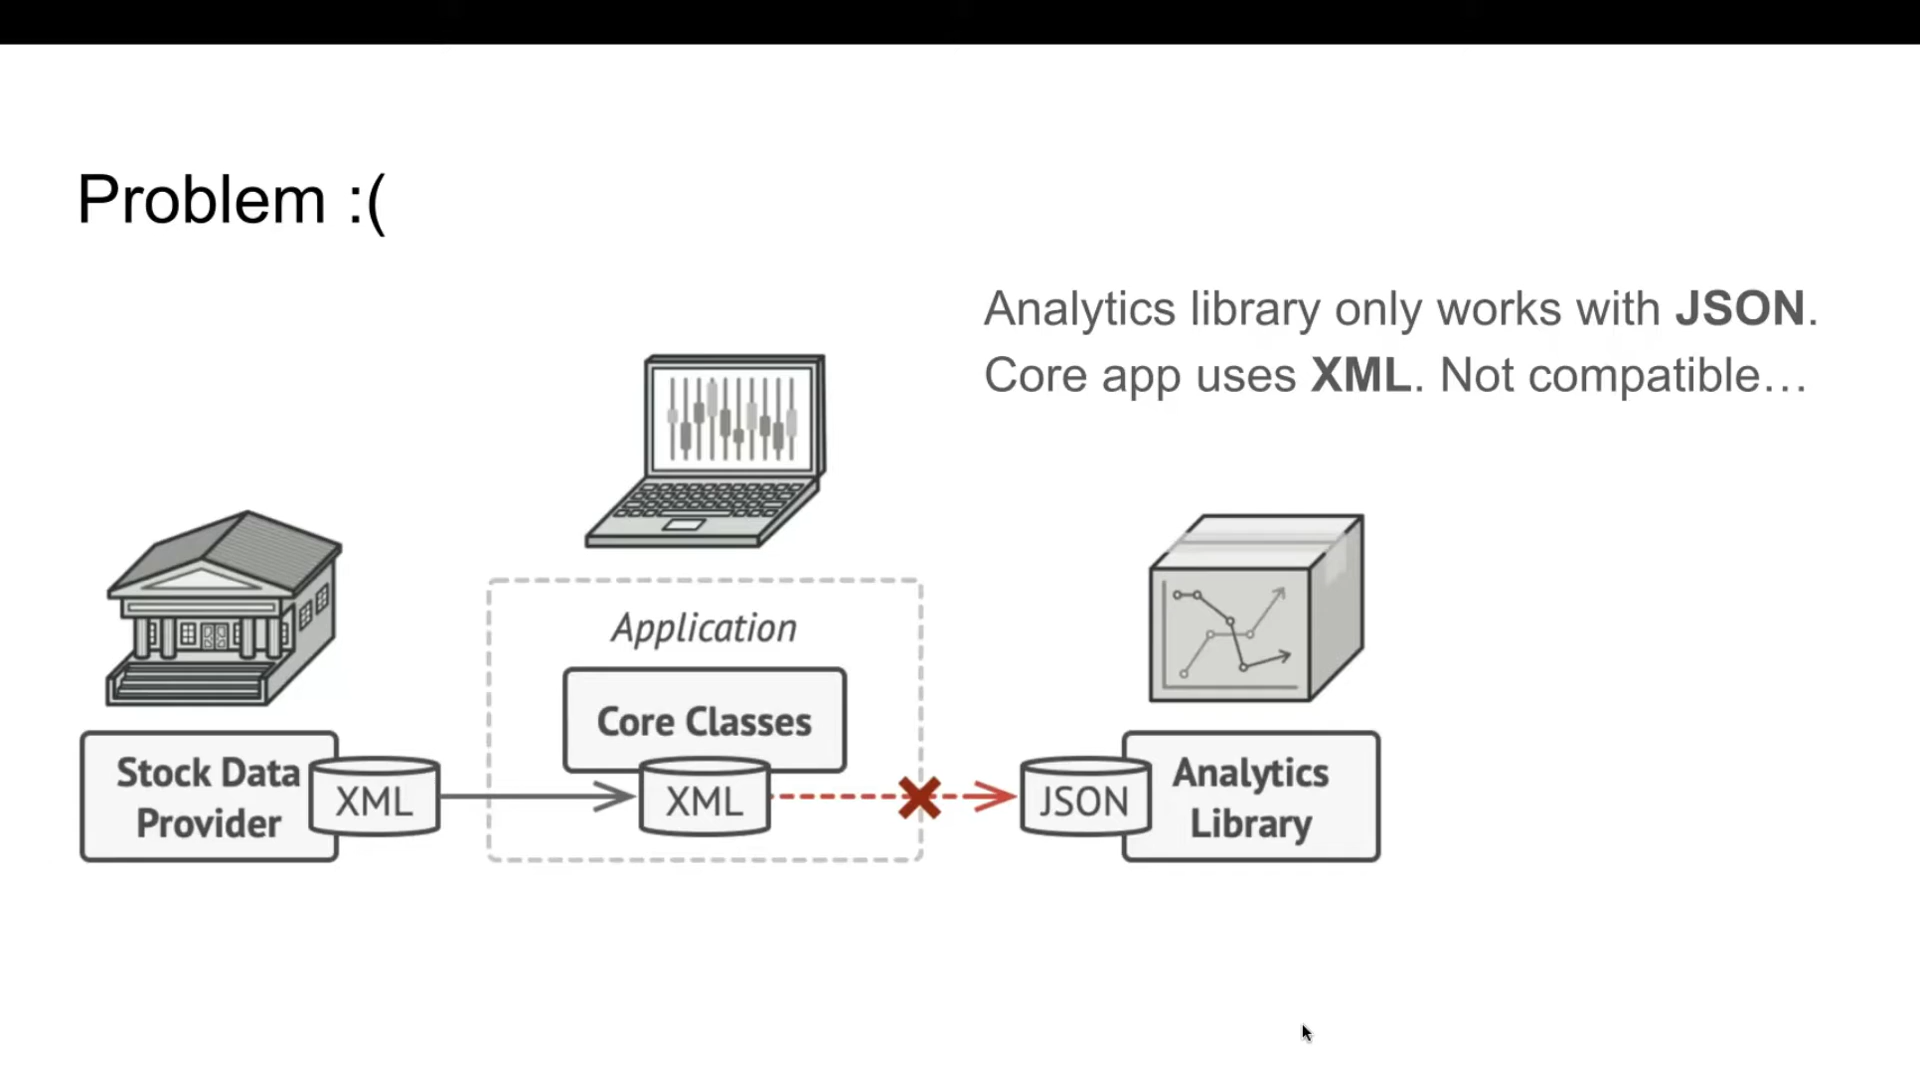 Problem :(
Analytics library only works with JSON.
Core app uses XML. Not compatible…
Application
Core Classes
Stock Data
Provider
XML
XML
JSON
Analytics
Library